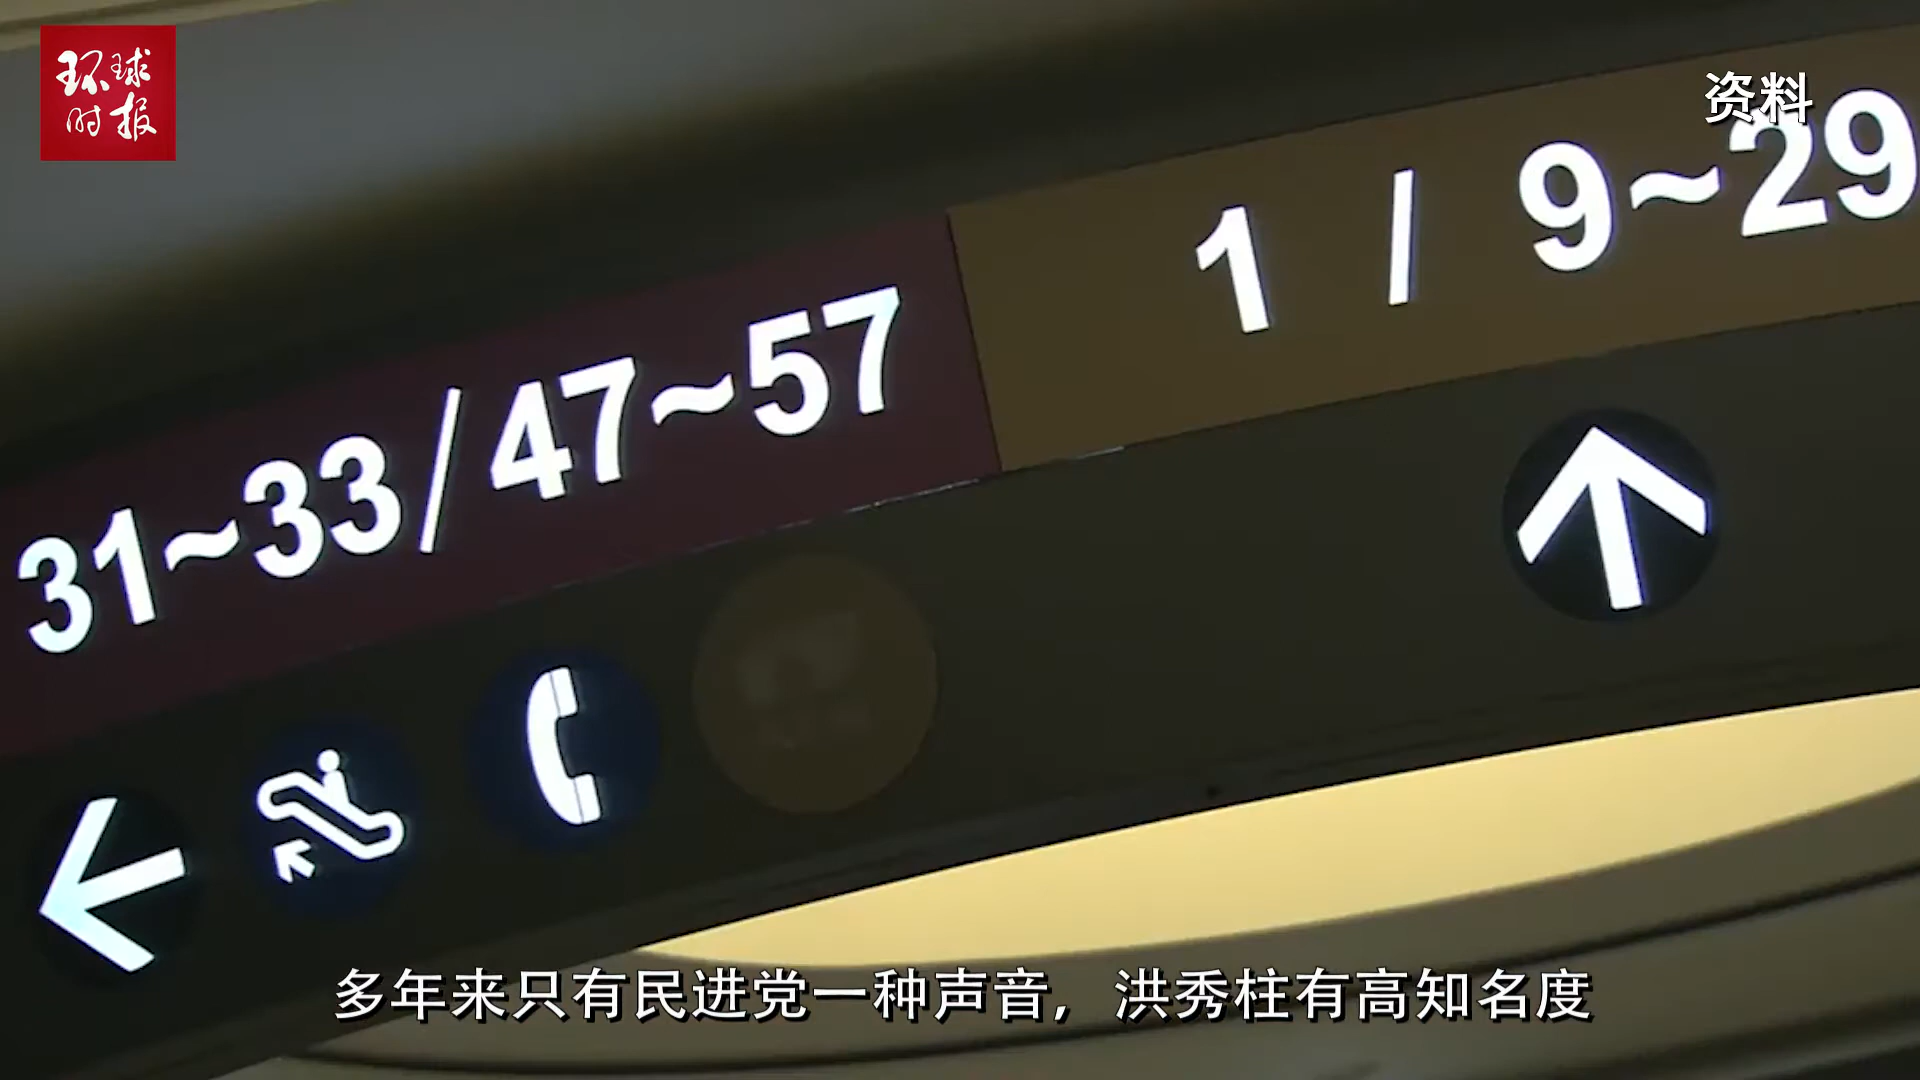 环球
时报
资料
1 / 9~29
31~33/47~57
多年来只有民进党一种声音，洪秀柱有高知名度